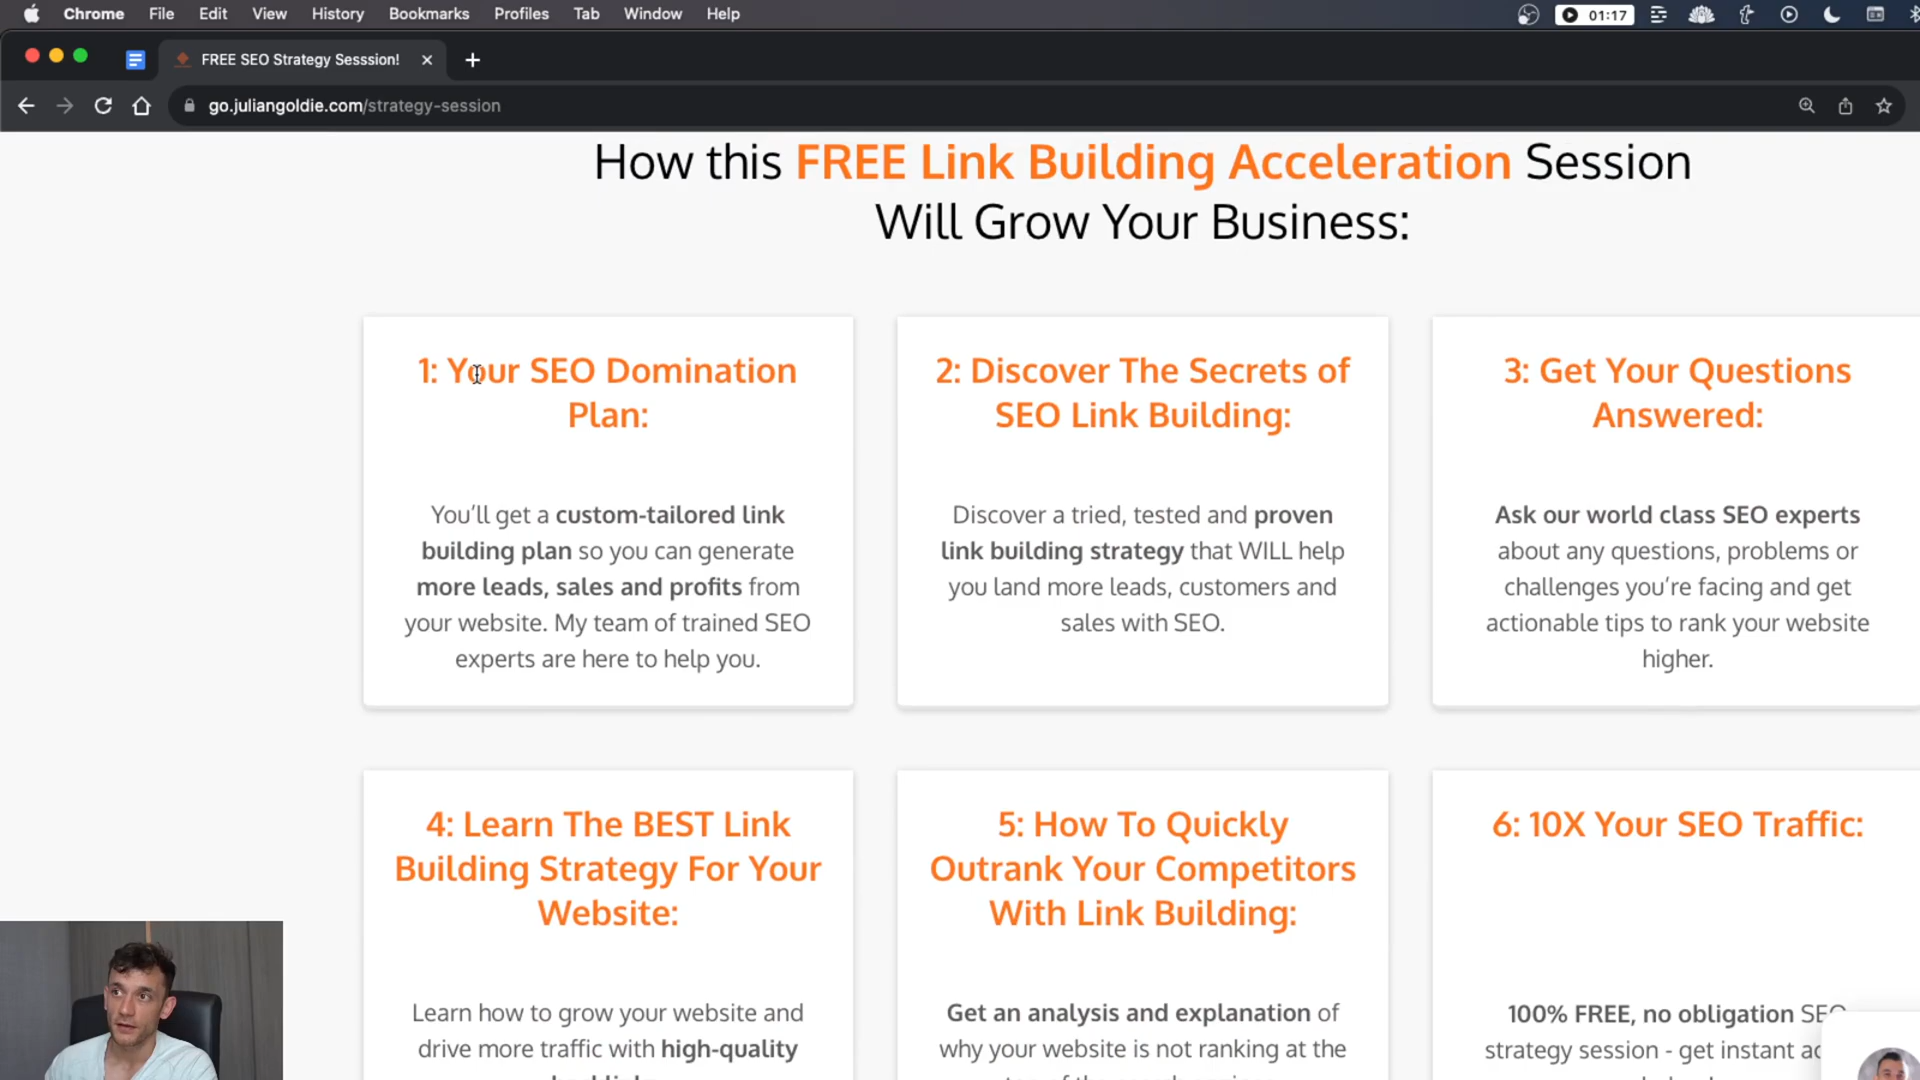 Chrome File Edit View History Bookmarks Profiles Tab Window Help 01:17
FREE SEO Strategy Sesssion!
go.juliangoldie.com/strategy-session
How this FREE Link Building Acceleration Session
Will Grow Your Business:
1: Your SEO Domination
Plan:
You'll get a custom-tailored link
building plan so you can generate
more leads, sales and profits from
your website. My team of trained SEO
experts are here to help you.
2: Discover The Secrets of
SEO Link Building:
Discover a tried, tested and proven
link building strategy that WILL help
you land more leads, customers and
sales with SEO.
3: Get Your Questions
Answered:
Ask our world class SEO experts
about any questions, problems or
challenges you're facing and get
actionable tips to rank your website
higher.
4: Learn The BEST Link
Building Strategy For Your
Website:
Learn how to grow your website and
drive more traffic with high-quality
5: How To Quickly
Outrank Your Competitors
With Link Building:
Get an analysis and explanation of
why your website is not ranking at the
6: 10X Your SEO Traffic:
100% FREE, no obligation SEO
strategy session - get instant